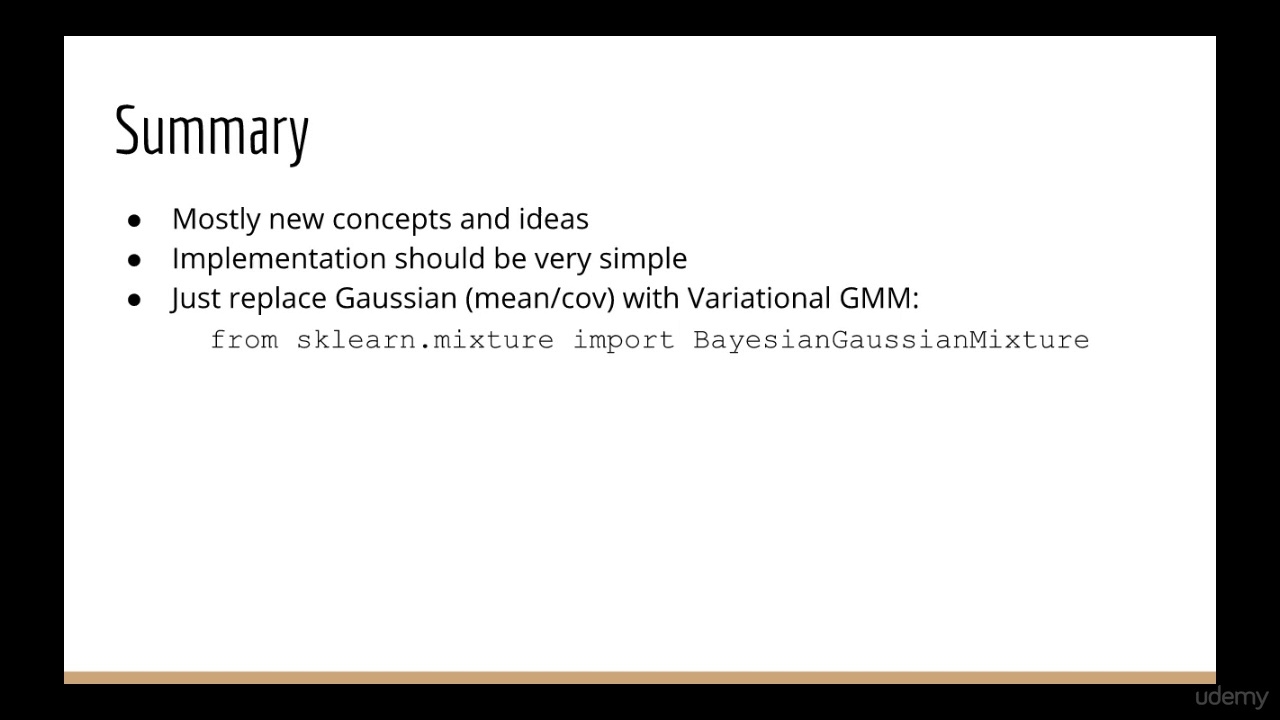 Summary
● Mostly new concepts and ideas
● Implementation should be very simple
● Just replace Gaussian (mean/cov) with Variational GMM:
from sklearn.mixture import BayesianGaussianMixture
udemy